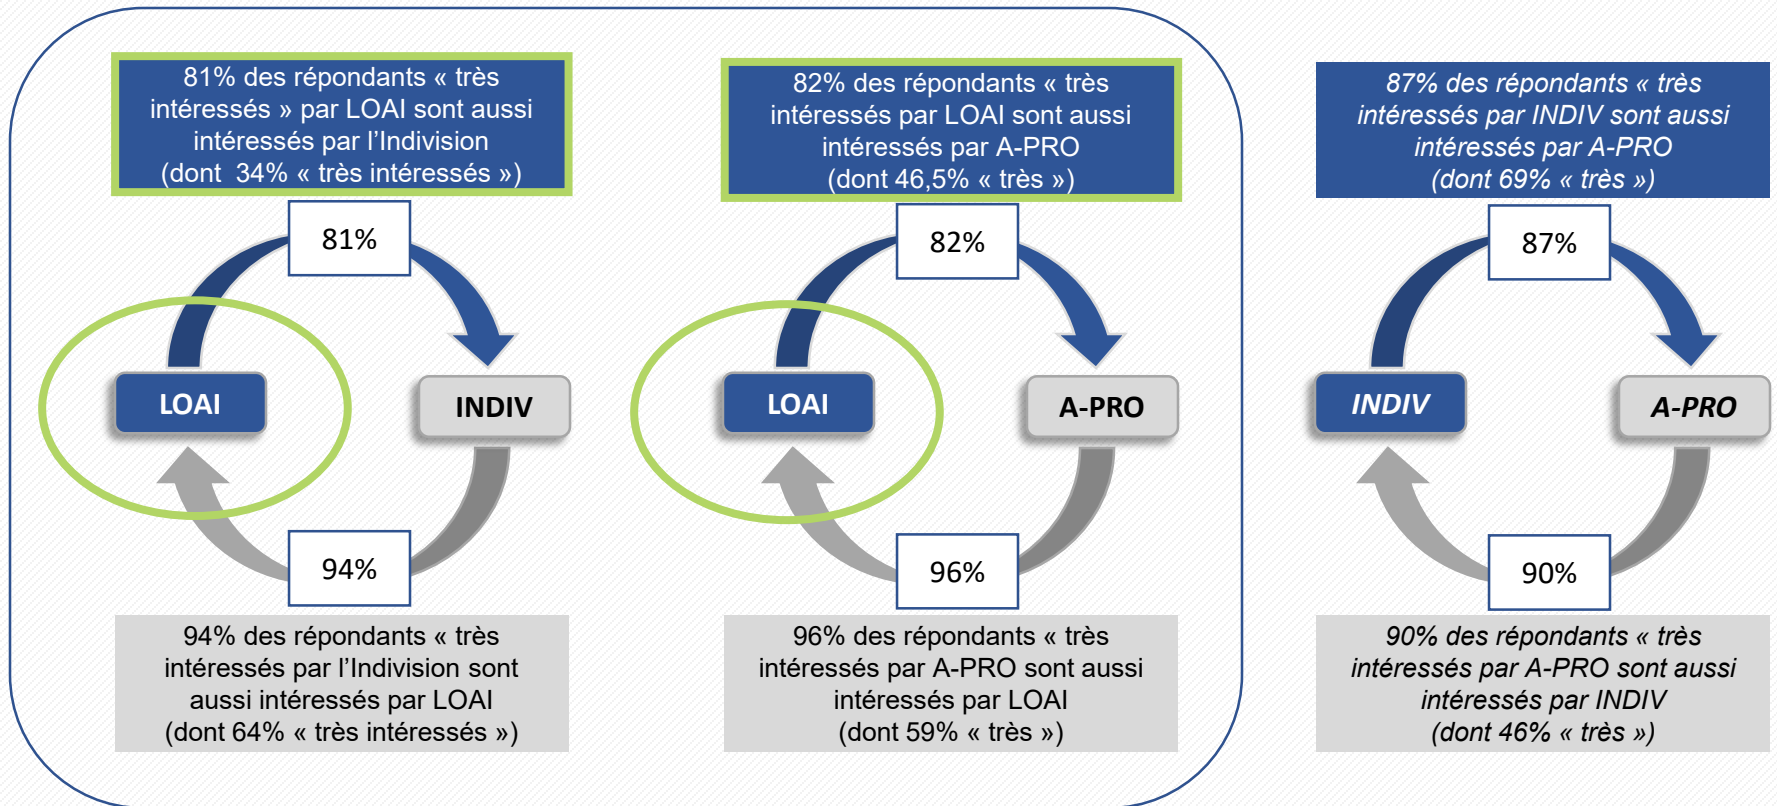 81% des répondants « très
intéressés » par LOAI sont aussi
intéressés par l’Indivision
(dont 34% « très intéressés »)
81%
LOAI
INDIV
94%
94% des répondants « très
intéressés par l’Indivision sont
aussi intéressés par LOAI
(dont 64% « très intéressés »)
82% des répondants « très
intéressés par LOAI sont aussi
intéressés par A-PRO
(dont 46,5% « très »)
82%
LOAI
A-PRO
96%
96% des répondants « très
intéressés par A-PRO sont aussi
intéressés par LOAI
(dont 59% « très »)
87% des répondants « très
intéressés par INDIV sont aussi
intéressés par A-PRO
(dont 69% « très »)
87%
INDIV
A-PRO
90%
90% des répondants « très
intéressés par A-PRO sont aussi
intéressés par INDIV
(dont 46% « très »)